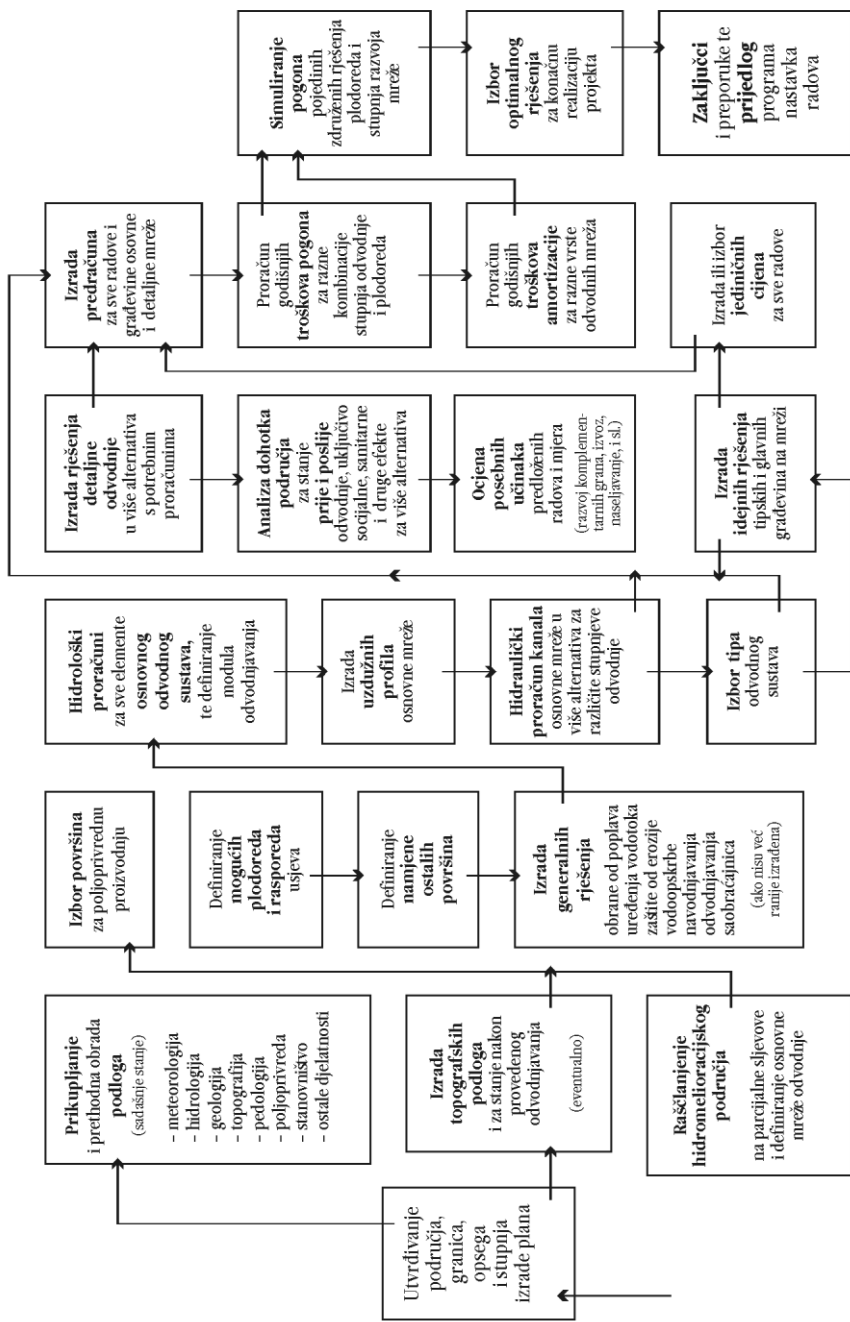 Utvrđivanje
područja,
granica,
opsega
i stupnja
izrade plana
Prikupljanje
i prethodna obrada
podloga
(sadašnje stanje)
– meteorologija
– hidrologija
– geologija
– topografija
– pedologija
– poljoprivreda
– stanovništvo
– ostale djelatnosti
Izrada
topografskih
podloga
i za stanje nakon
provedenog
odvodnjavanja
(eventualno)
Raščlanjenje
hidromelioracijskog
područja
na parcijalne sljevove
i definiranje osnovne
mreže odvodnje
Izbor površina
za poljoprivrednu
proizvodnju
Definiranje
mogućih
plodoreda
i rasporeda
usjeva
Definiranje
namjene
ostalih
površina
Izrada
generalnih
rješenja
obrane od poplava
uređenja vodotoka
zaštite od erozije
vodoopskrbe
navodnjavanja
odvodnjavanja
saobraćajnica
(ako nisu već
ranije izrađena)
Hidrološki
proračuni
za sve elemente
osnovnog
odvodnog
sustava,
te definiranje
modula
odvodnjavanja
Izrada
uzdužnih
profila
osnovne mreže
Hidraulički
proračun kanala
osnovne mreže u
više alternativa za
različite stupnjeve
odvodnje
Izbor tipa
odvodnog
sustava
Izrada rješenja
detaljne
odvodnje
u više alternativa
s potrebnim
proračunima
Analiza dohotka
područja
za stanje
prije i poslije
odvodnje, uključivo
socijalne, sanitarne
i druge efekte
za više alternativa
Ocjena
posebnih
učinaka
predloženih
radova i mjera
(razvoj komplemen-
tarnih grana, izvoz,
naseljavanje, i sl.)
Izrada
idejnih rješenja
tipskih i glavnih
građevina na mreži
Izrada
predračuna
za sve radove i
građevine osovne
i detaljne mreže
Proračun
godišnjih
troškova pogona
za razne
kombinacije
stupnja odvodnje
i plodoreda
Proračun
godišnjih
troškova
amortizacije
za razne vrste
odvodnih mreža
Izrada ili izbor
jediničnih
cijena
za sve radove
Simuliranje
pogona
pojedinih
združenih rješenja
plodoreda i
stupnja razvoja
mreže
Izbor
optimalnog
rješenja
za konačnu
realizaciju
projekta
Zaključci
i preporuke te
prijedlog
programa
nastavka
radova